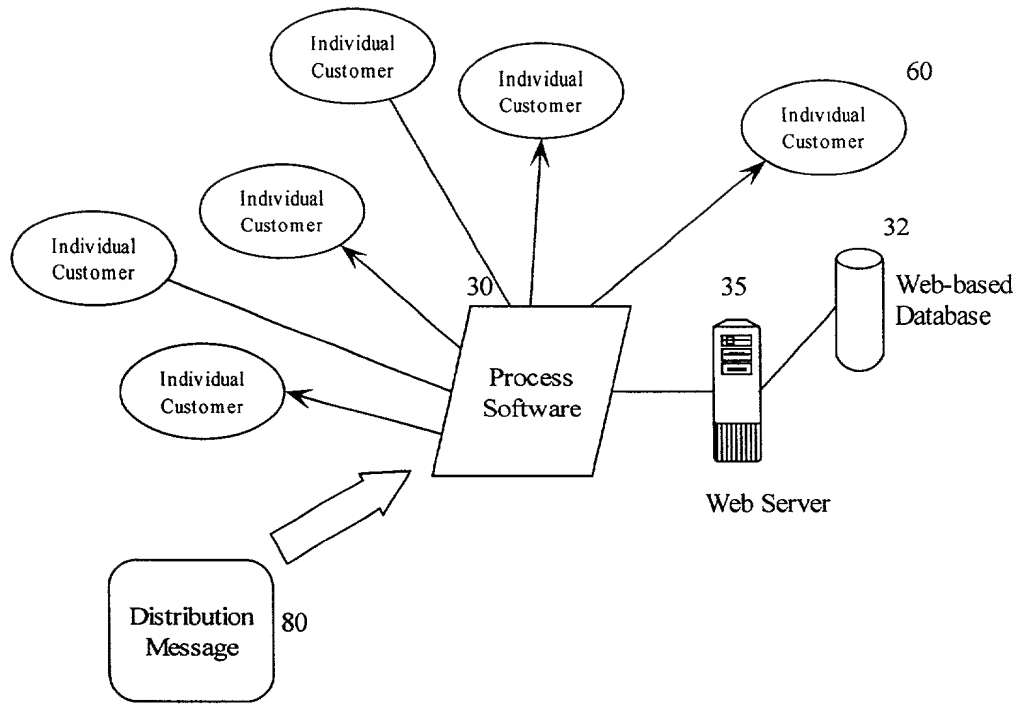 Individual
Customer
Individual
Customer
60
Individual
Customer
Individual
Customer
Individual
Customer
32
30
35
Web-based
Database
Process
Software
Individual
Customer
Web Server
Distribution
Message
80